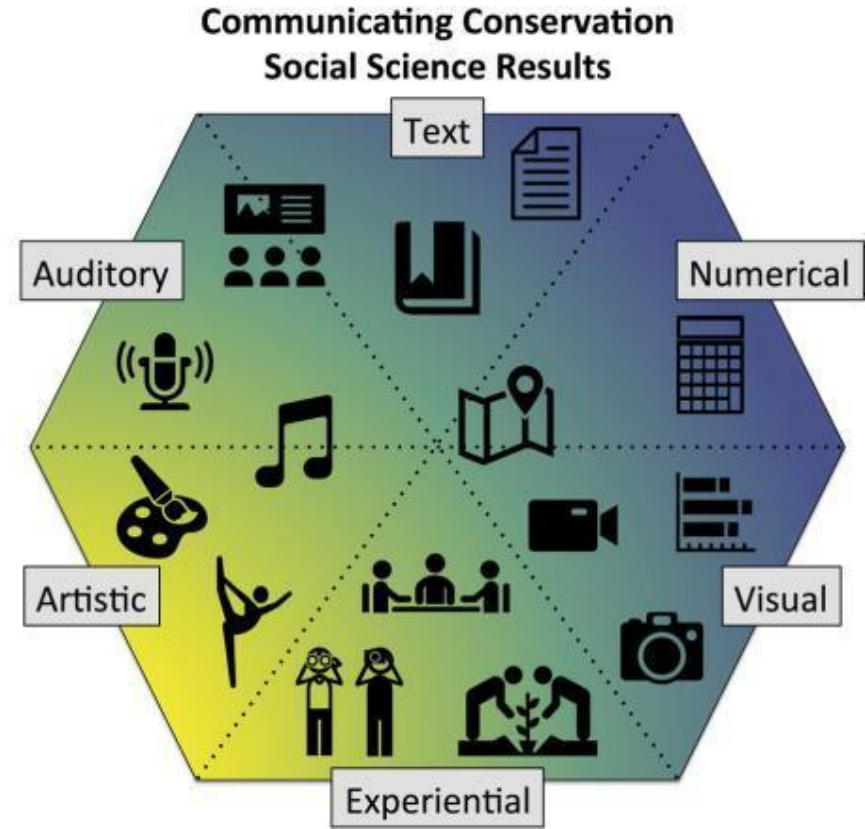 Communicating Conservation
Social Science Results
Text
Auditory
Numerical
Artistic
Visual
Experiential